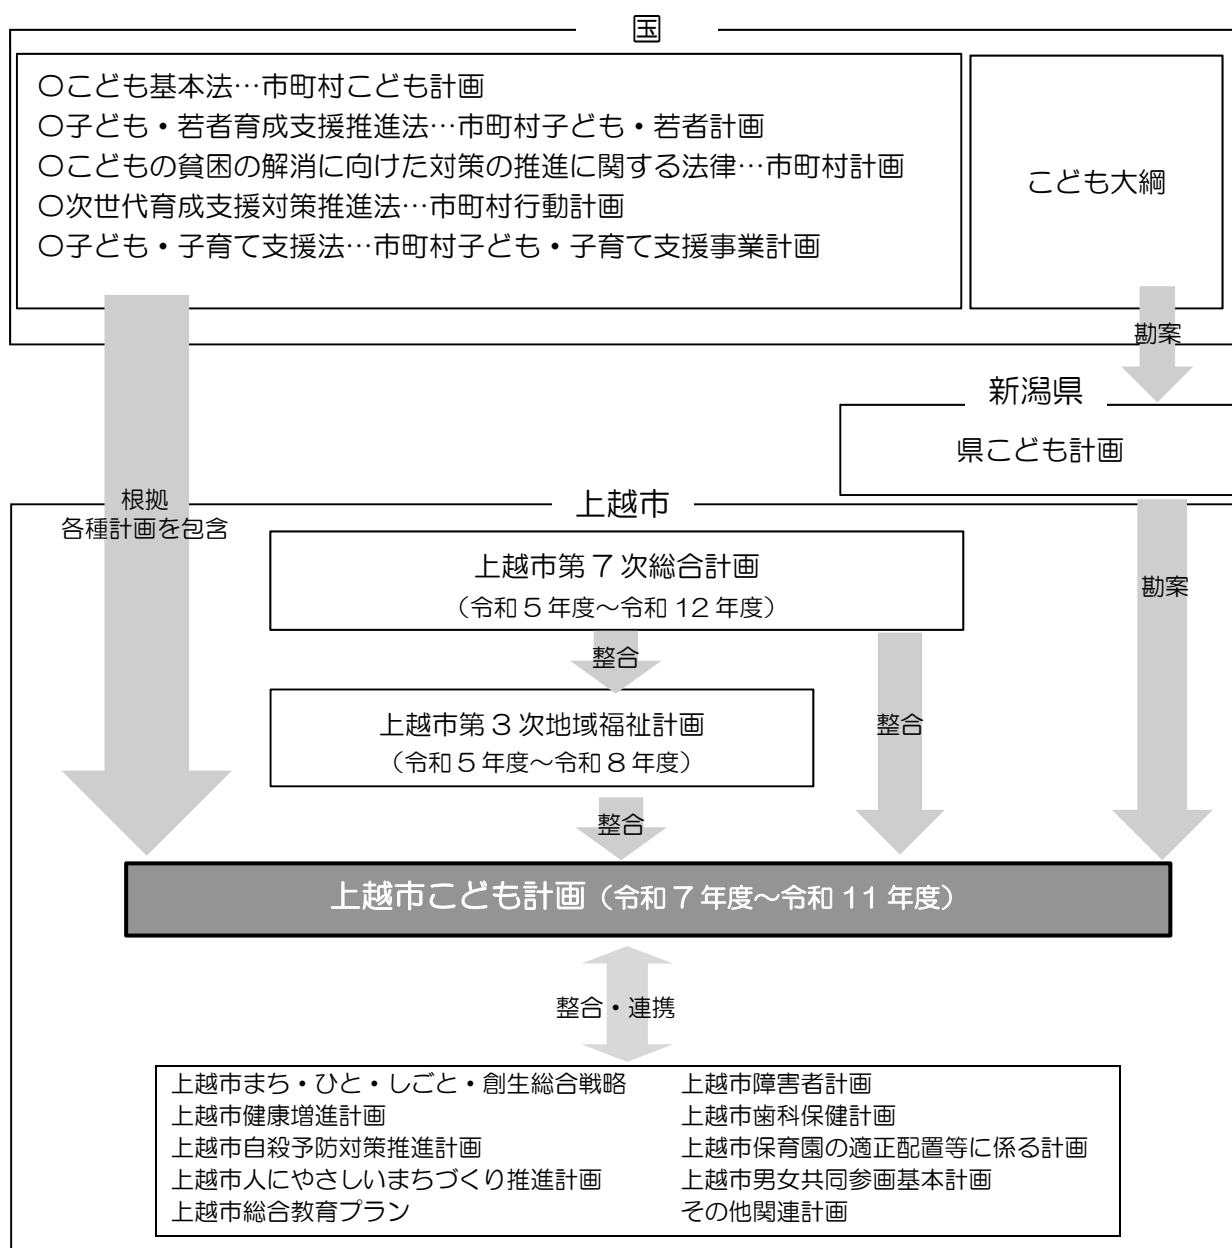 国
〇こども基本法…市町村こども計画
〇子ども・若者育成支援推進法…市町村子ども・若者計画
〇こどもの貧困の解消に向けた対策の推進に関する法律…市町村計画
〇次世代育成支援対策推進法…市町村行動計画
〇子ども・子育て支援法…市町村子ども・子育て支援事業計画
こども大綱
勘案
新潟県
県こども計画
根拠
各種計画を包含
上越市
上越市第７次総合計画
（令和５年度～令和12年度）
勘案
整合
上越市第３次地域福祉計画
（令和５年度～令和８年度）
整合
整合
上越市こども計画（令和７年度～令和11年度）
整合・連携
上越市まち・ひと・しごと・創生総合戦略
上越市健康増進計画
上越市自殺予防対策推進計画
上越市人にやさしいまちづくり推進計画
上越市総合教育プラン
上越市障害者計画
上越市歯科保健計画
上越市保育園の適正配置等に係る計画
上越市男女共同参画基本計画
その他関連計画